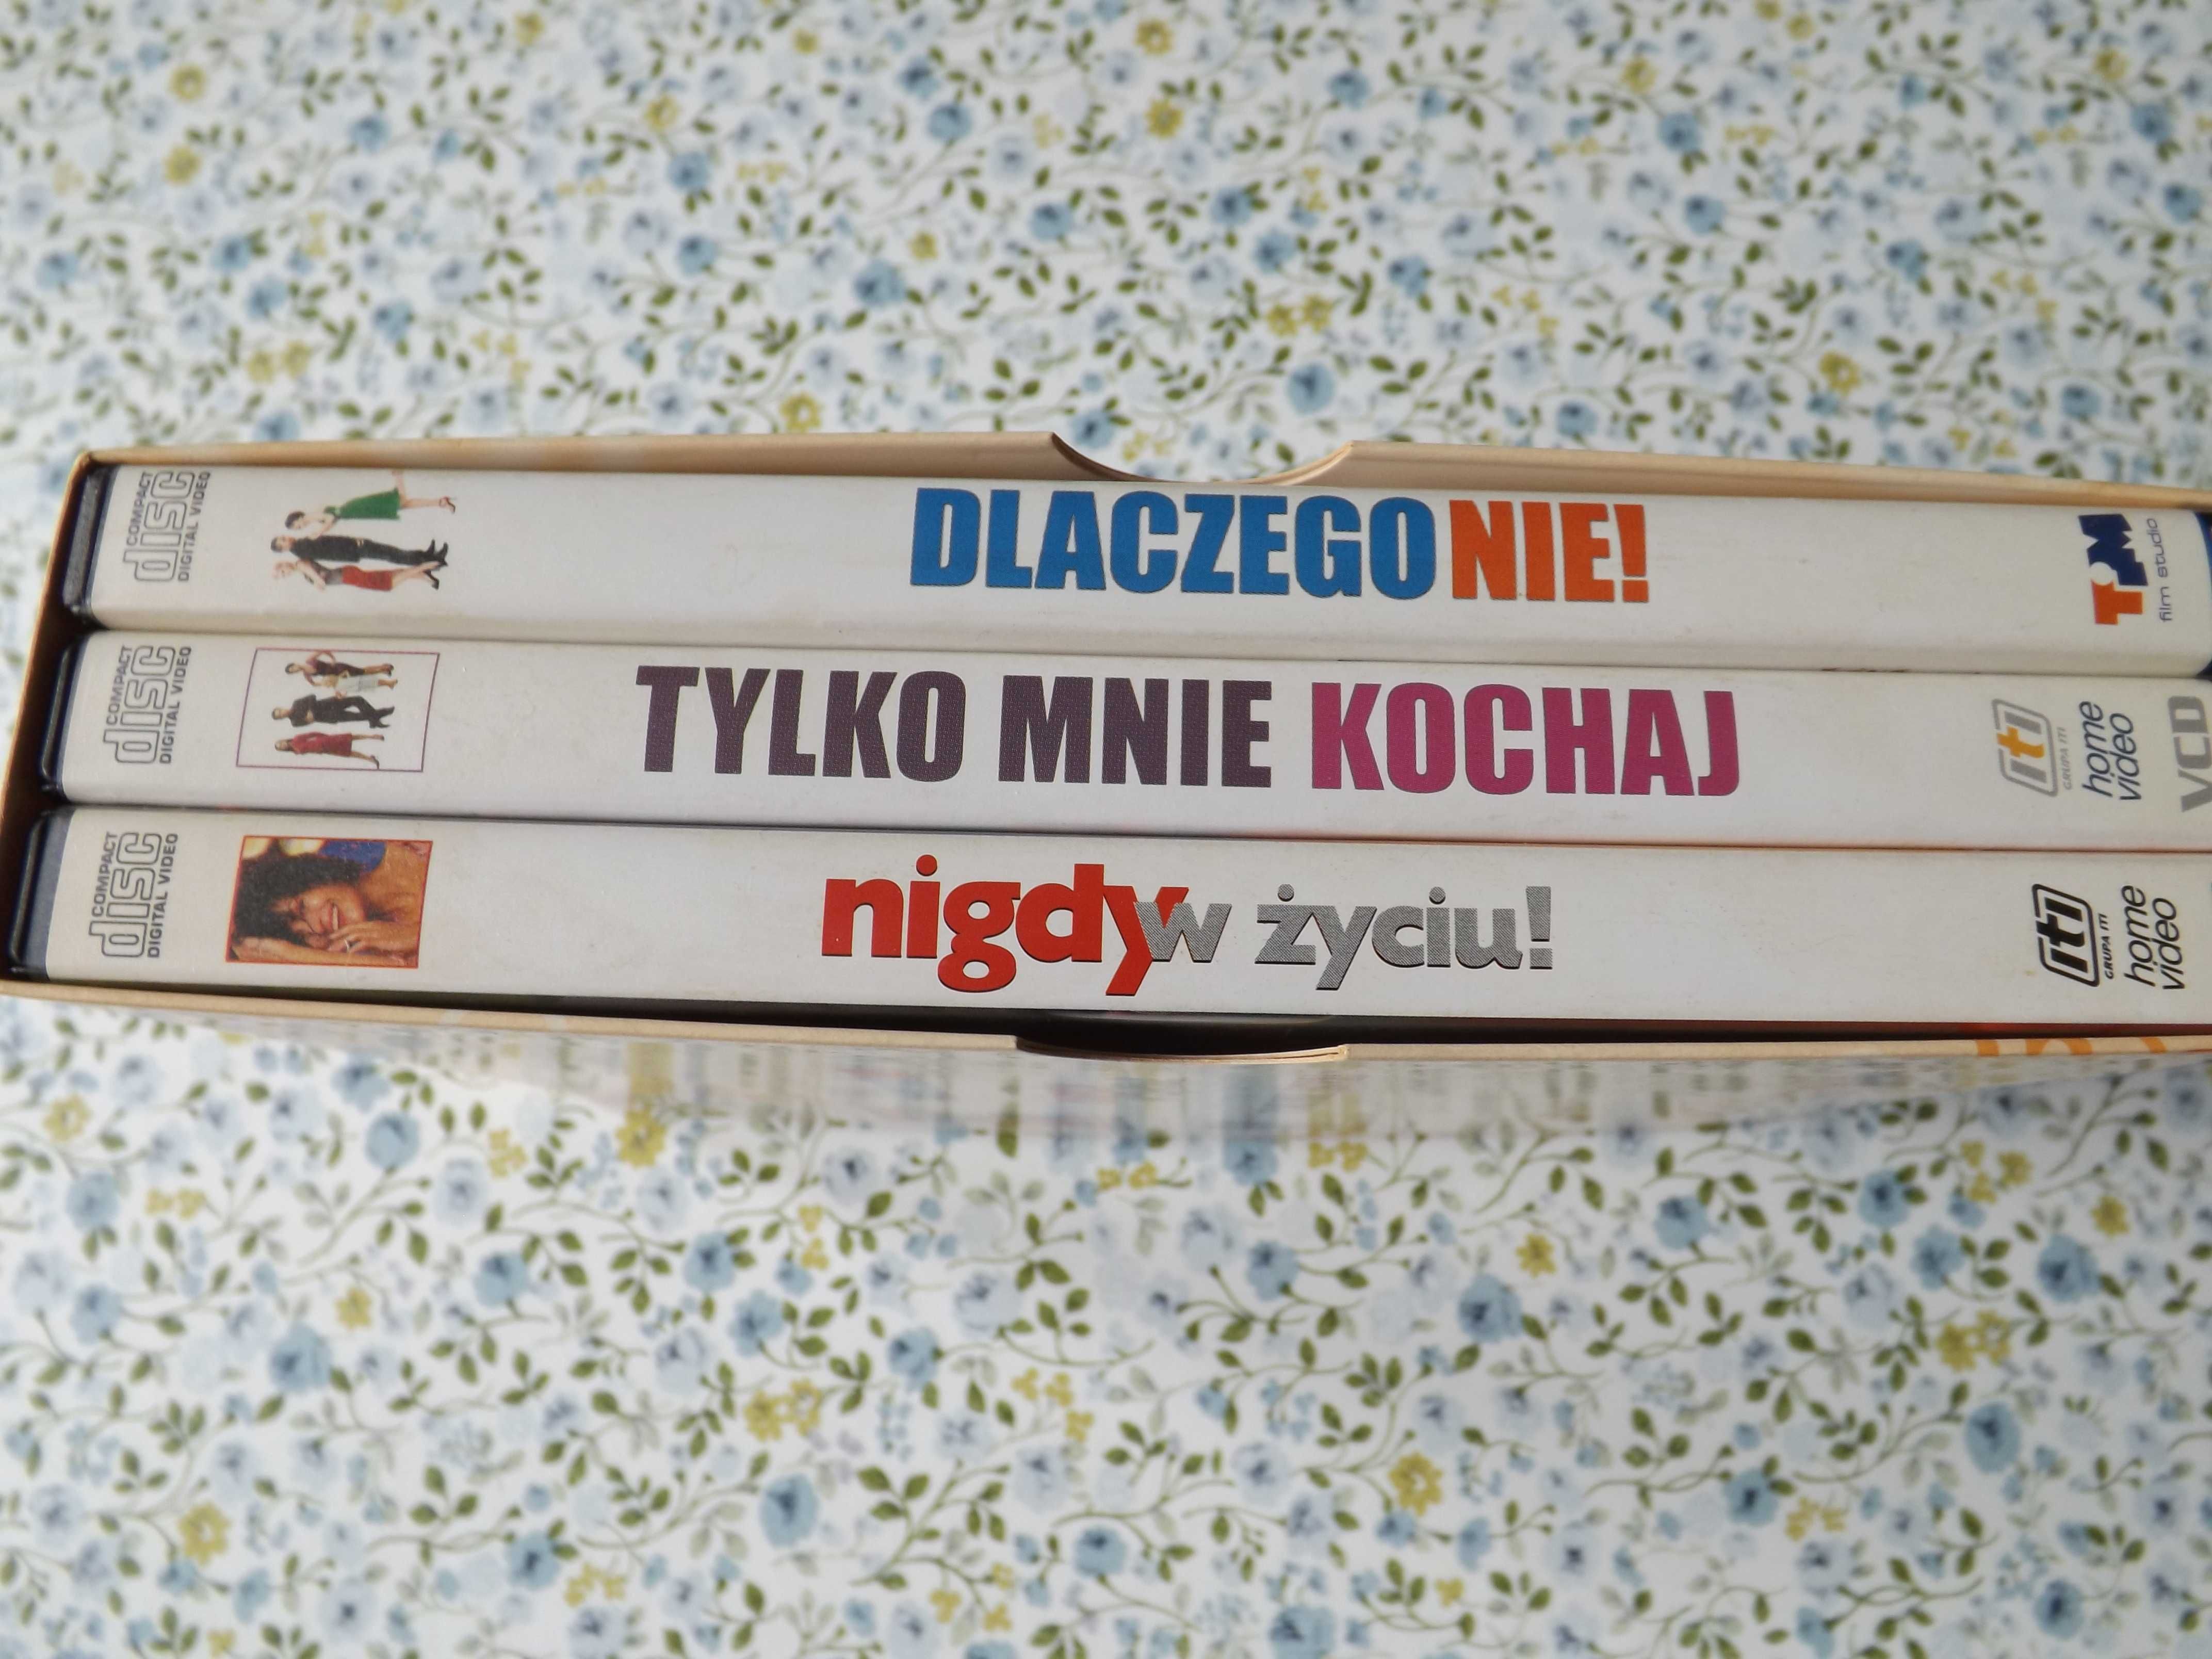 COMPACT
disc
DIGITAL VIDEO
DLACZEGO NIE!
TiM
film studio
COMPACT
disc
DIGITAL VIDEO
TYLKO MNIE KOCHAJ
iti
GRUPA ITI
home
video
VCD
COMPACT
disc
DIGITAL VIDEO
nigdy w życiu!
iti
GRUPA ITI
home
video